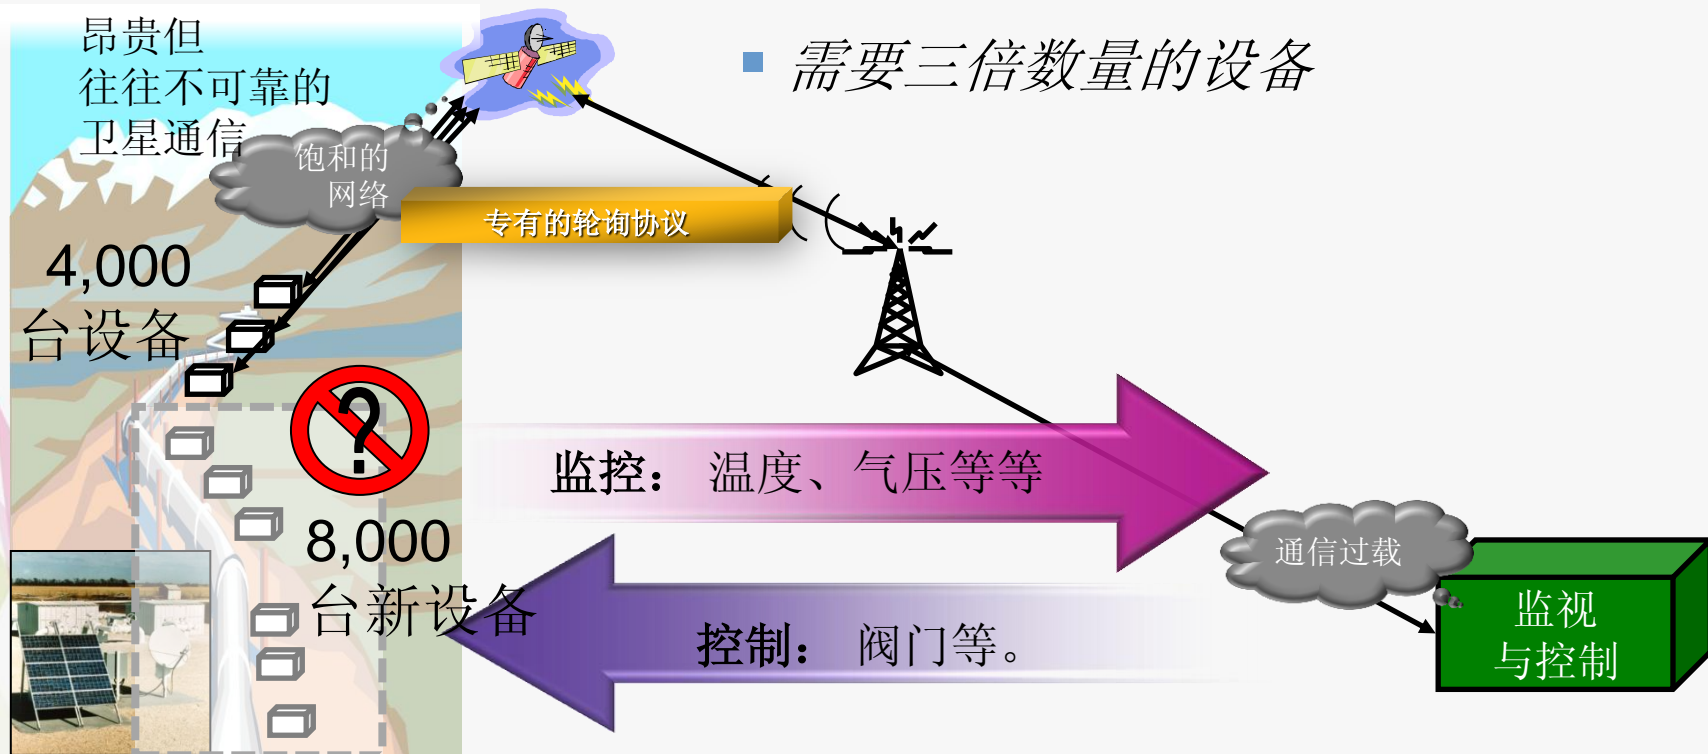 昂贵但
往往不可靠的
卫星通信
需要三倍数量的设备
饱和的
网络
专有的轮询协议
4,000
台设备
?
监控： 温度、气压等等
8,000
台新设备
通信过载
控制： 阀门等。
监视
与控制